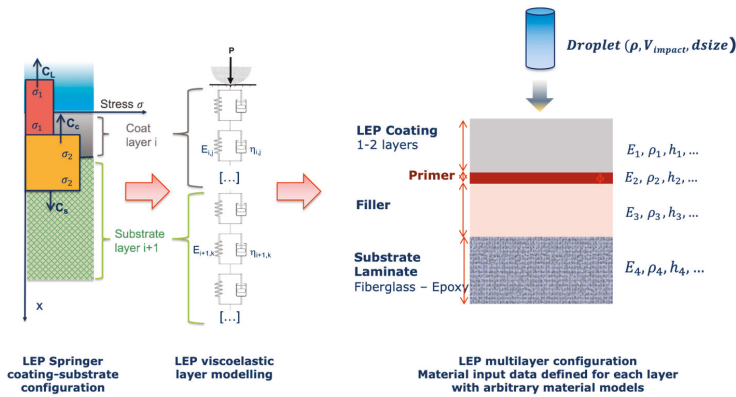 C_L
σ₁
Stress σ
σ₁
C_c
Coat
layer i
σ₂
σ₂
C_s
Substrate
layer i+1
X
LEP Springer
coating-substrate
configuration
P
E_i,j
η_i,j
[...]
E_i+1,k
η_i+1,k
[...]
LEP viscoelastic
layer modelling
Droplet (ρ, V_impact, dsize)
LEP Coating
1-2 layers
E₁, ρ₁, h₁, ...
Primer
E₂, ρ₂, h₂, ...
Filler
E₃, ρ₃, h₃, ...
Substrate
Laminate
Fiberglass – Epoxy
E₄, ρ₄, h₄, ...
LEP multilayer configuration
Material input data defined for each layer
with arbitrary material models